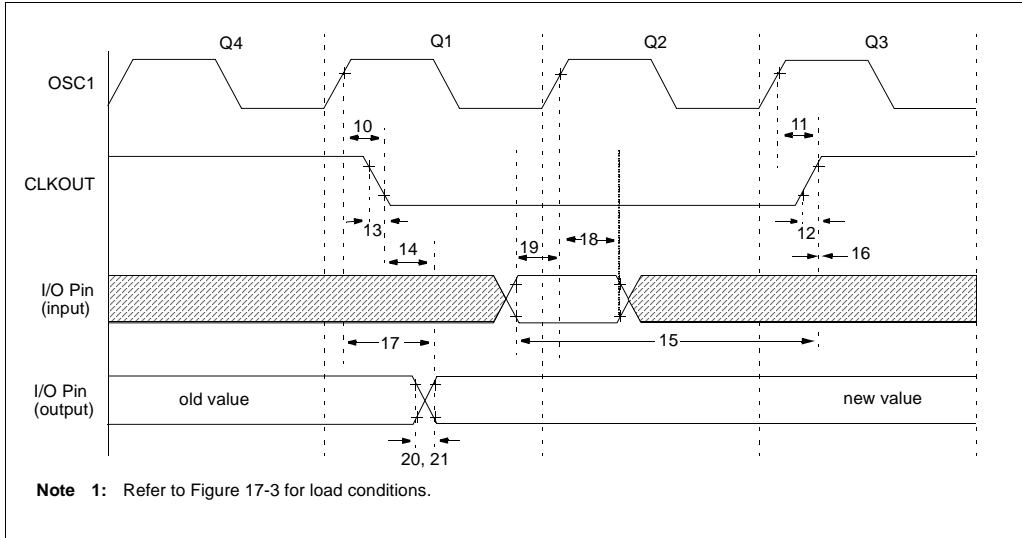 Q4 Q1 Q2 Q3
OSC1
10 11
CLKOUT
13 12
14 19 18 16
I/O Pin
(input)
17 15
I/O Pin
(output)
old value new value
20, 21
Note 1: Refer to Figure 17-3 for load conditions.